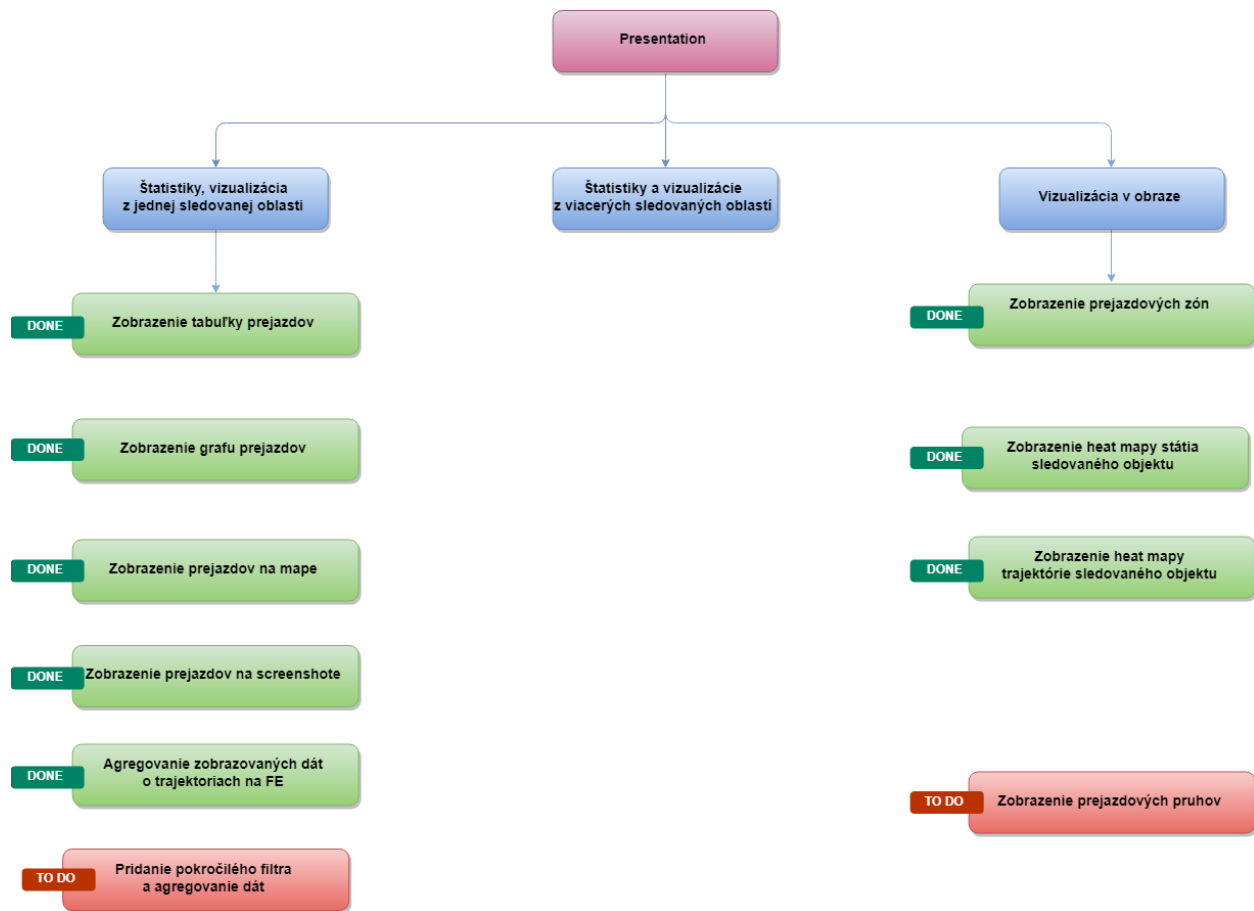 Presentation
Štatistiky, vizualizácia
z jednej sledovanej oblasti
Štatistiky a vizualizácie
z viacerých sledovaných oblastí
Vizualizácia v obraze
DONE
Zobrazenie tabuľky prejazdov
DONE
Zobrazenie grafu prejazdov
DONE
Zobrazenie prejazdov na mape
DONE
Zobrazenie prejazdov na screenshote
DONE
Agregovanie zobrazovaných dát
o trajektoriach na FE
TO DO
Pridanie pokročilého filtra
a agregovanie dát
DONE
Zobrazenie prejazdových zón
DONE
Zobrazenie heat mapy státia
sledovaného objektu
DONE
Zobrazenie heat mapy
trajektórie sledovaného objektu
TO DO
Zobrazenie prejazdových pruhov